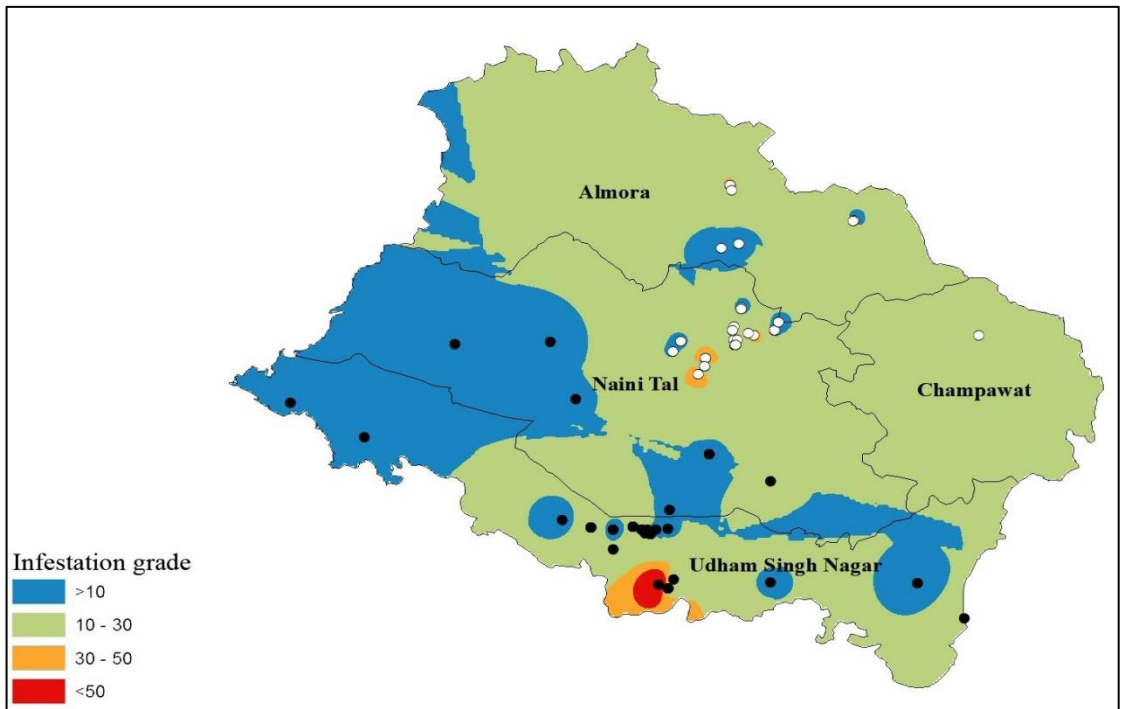 Almora
Naini Tal
Champawat
Udham Singh Nagar
Infestation grade
>10
10 - 30
30 - 50
<50